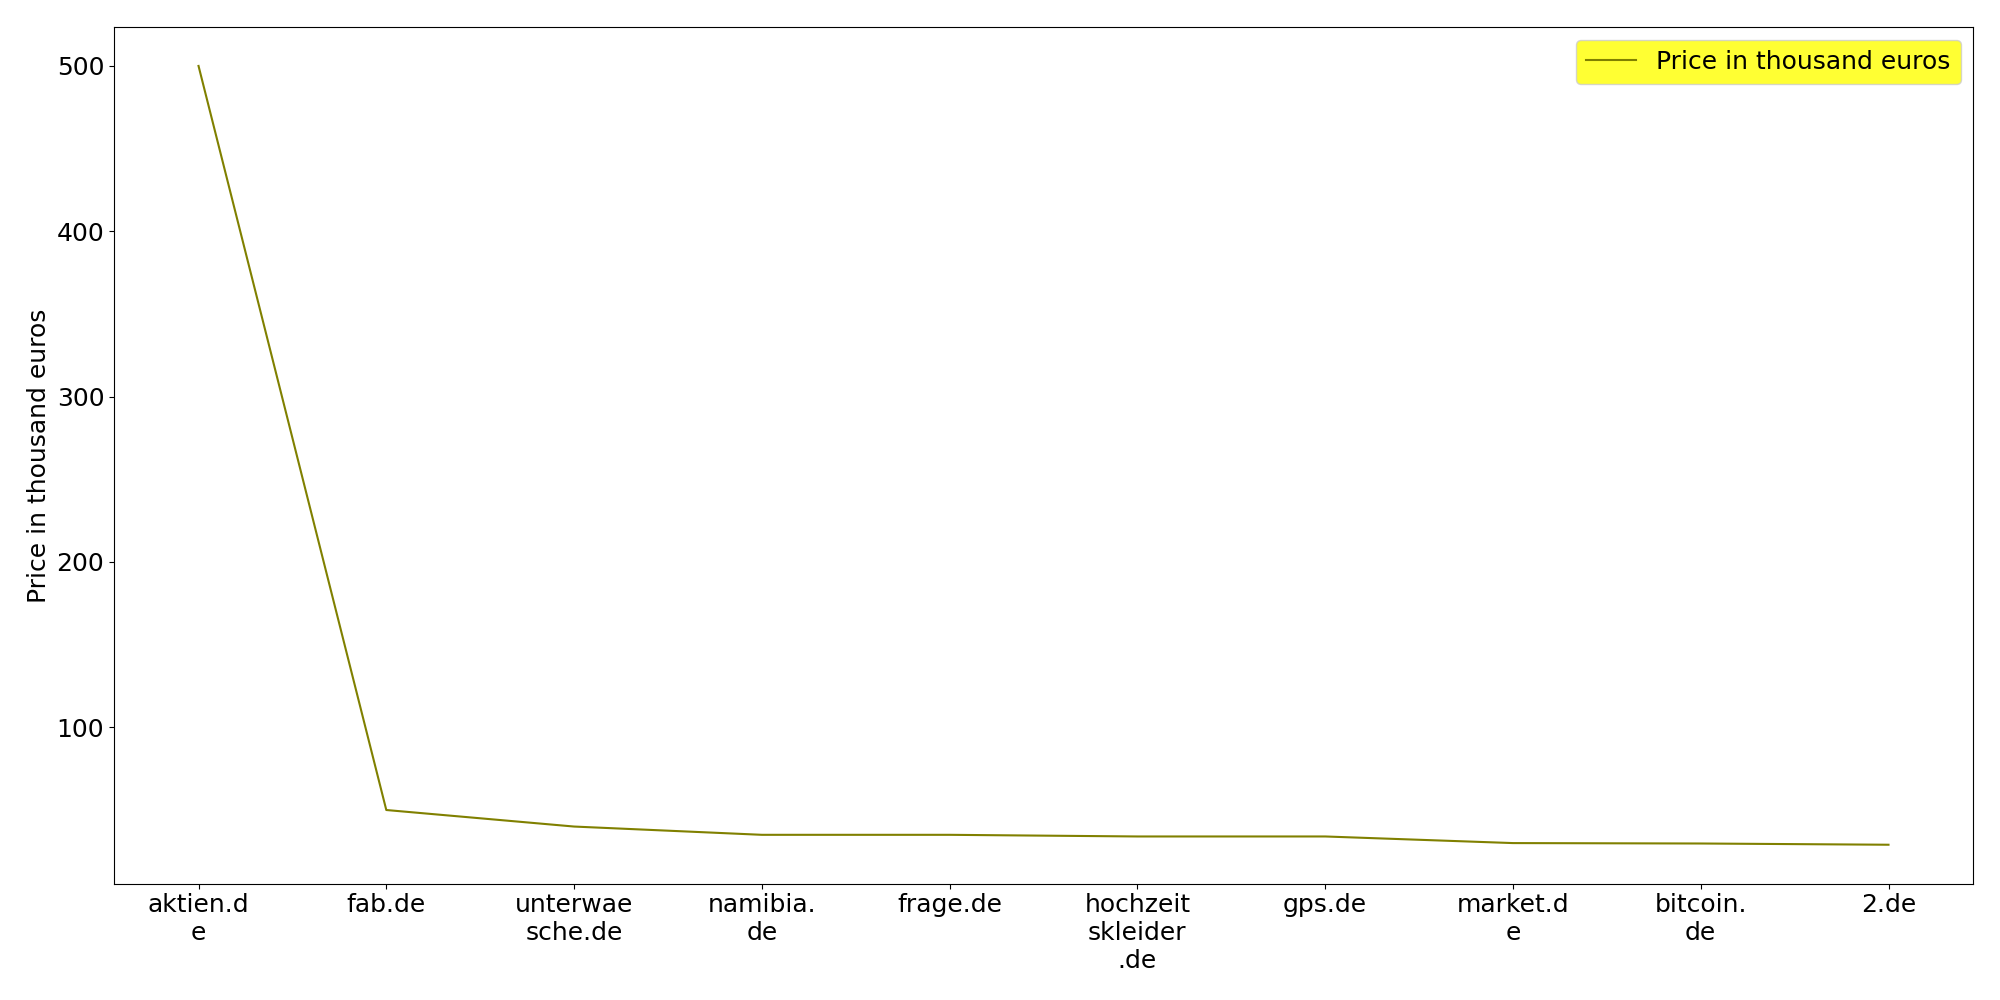 Price in thousand euros
Price in thousand euros
500
400
300
200
100
aktien.d
e
fab.de
unterwae
sche.de
namibia.
de
frage.de
hochzeit
skleider
.de
gps.de
market.d
e
bitcoin.
de
2.de